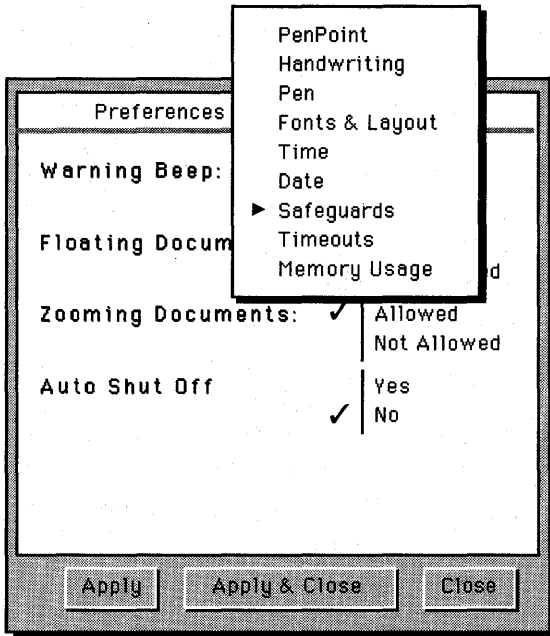 PenPoint
Handwriting
Pen
Fonts & Layout
Time
Date
► Safeguards
Timeouts
Memory Usage
Preferences
Warning Beep:
Floating Docum
d
Zooming Documents: ✓ Allowed
Not Allowed
Auto Shut Off Yes
✓ No
Apply Apply & Close Close